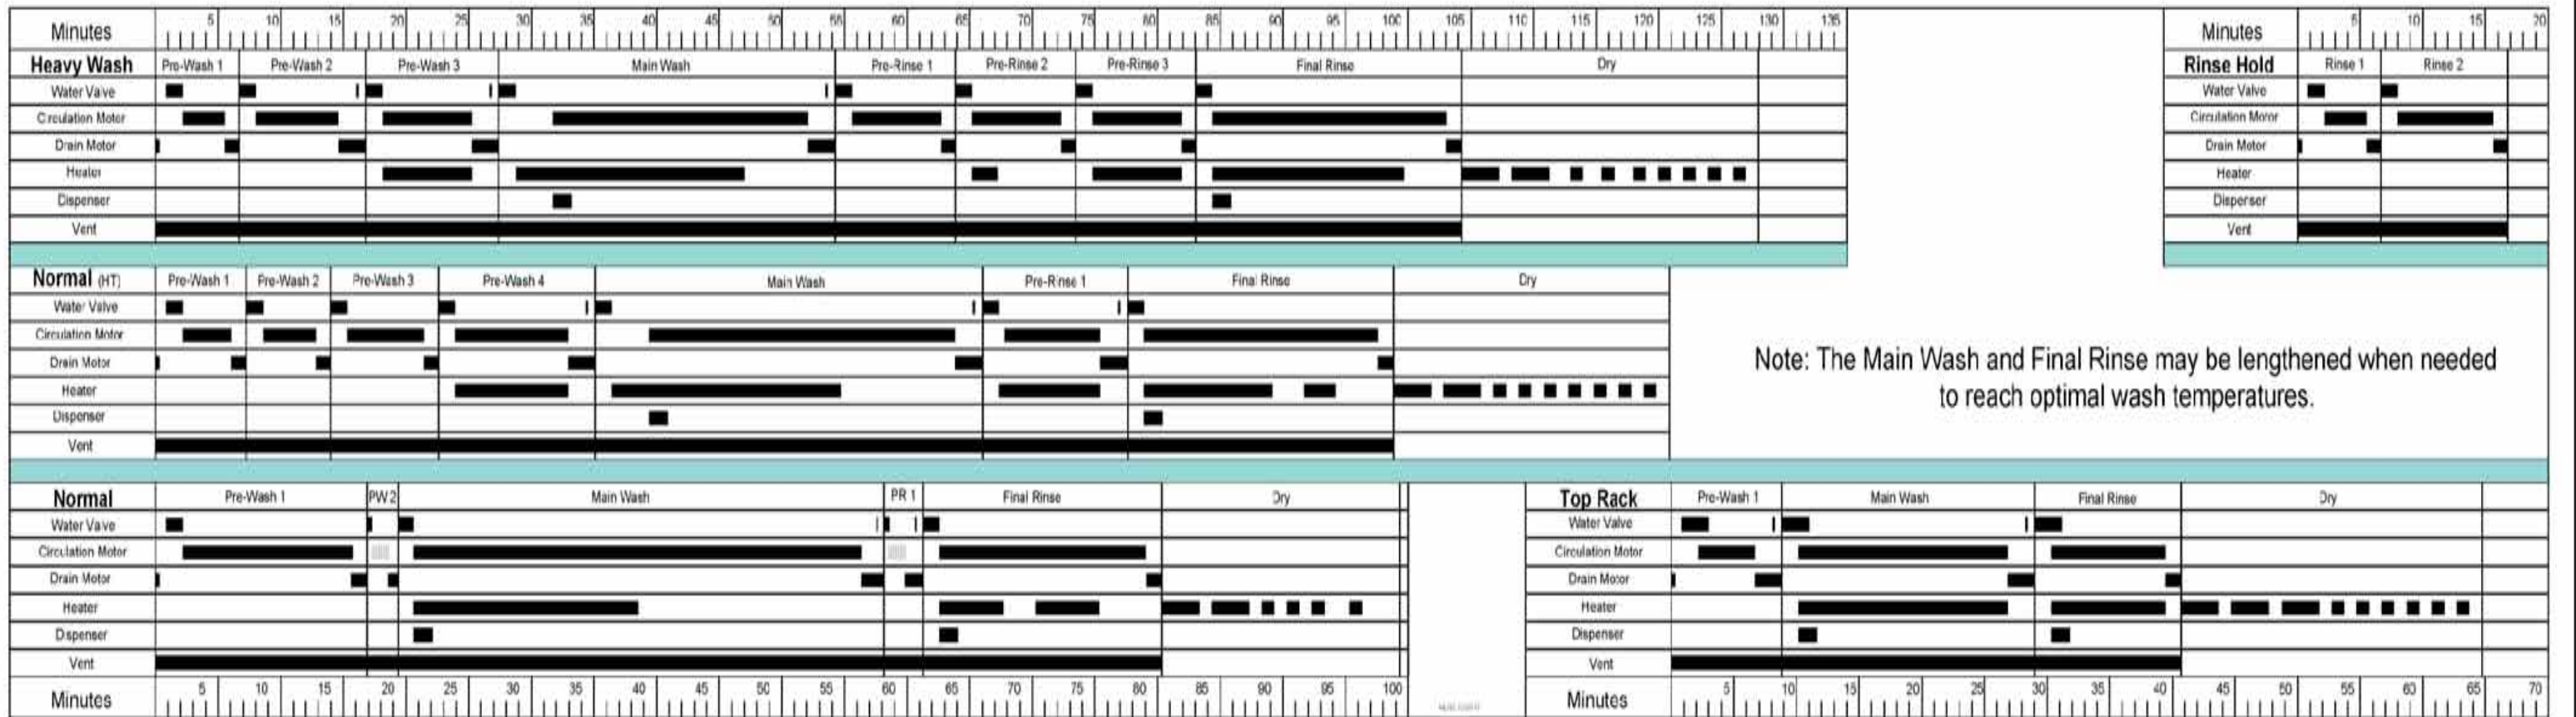 Minutes 5 10 15 20 25 30 35 40 45 50 55 60 65 70 75 80 85 90 95 100 105 110 115 120 125 130 135
Minutes 5 10 15 20
Heavy Wash Pre-Wash 1 Pre-Wash 2 Pre-Wash 3 Main Wash Pre-Rinse 1 Pre-Rinse 2 Pre-Rinse 3 Final Rinse Dry
Rinse Hold Rinse 1 Rinse 2
Water Valve
Water Valve
Circulation Motor
Circulation Motor
Drain Motor
Drain Motor
Heater
Heater
Dispenser
Dispenser
Vent
Vent
Normal (HT) Pre-Wash 1 Pre-Wash 2 Pre-Wash 3 Pre-Wash 4 Main Wash Pre-Rinse 1 Final Rinse Dry
Water Valve
Circulation Motor
Drain Motor
Heater
Dispenser
Vent
Note: The Main Wash and Final Rinse may be lengthened when needed
to reach optimal wash temperatures.
Normal Pre-Wash 1 PW 2 Main Wash PR 1 Final Rinse Dry
Top Rack Pre-Wash 1 Main Wash Final Rinse Dry
Water Valve
Water Valve
Circulation Motor
Circulation Motor
Drain Motor
Drain Motor
Heater
Heater
Dispenser
Dispenser
Vent
Vent
Minutes 5 10 15 20 25 30 35 40 45 50 55 60 65 70 75 80 85 90 95 100
Minutes 5 10 15 20 25 30 35 40 45 50 55 60 65 70